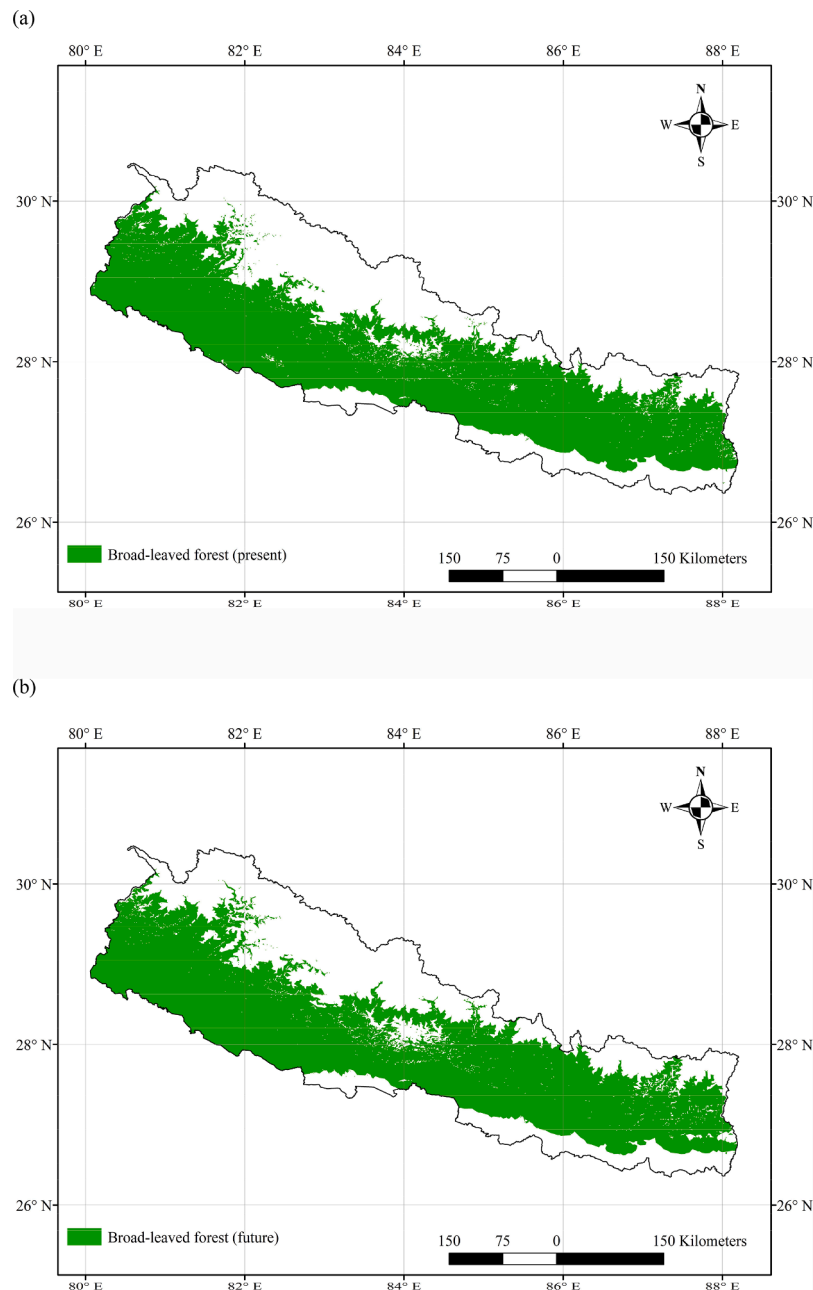 (a)
80° E 82° E 84° E 86° E 88° E
N
W E
S
30° N 30° N
28° N 28° N
26° N 26° N
Broad-leaved forest (present)
150 75 0 150 Kilometers
80° E 82° E 84° E 86° E 88° E
(b)
80° E 82° E 84° E 86° E 88° E
N
W E
S
30° N 30° N
28° N 28° N
26° N 26° N
Broad-leaved forest (future)
150 75 0 150 Kilometers
80° E 82° E 84° E 86° E 88° E